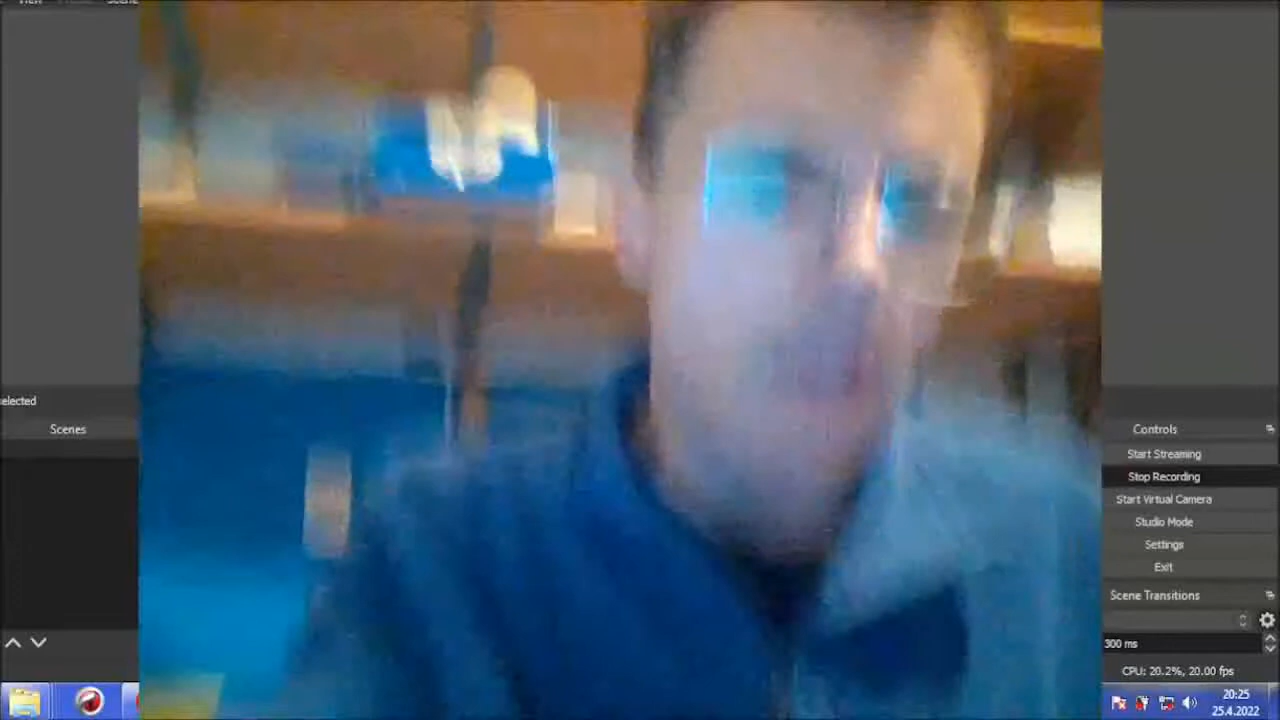 View
Scene
elected
Scenes
Controls
Start Streaming
Stop Recording
Start Virtual Camera
Studio Mode
Settings
Exit
Scene Transitions
300 ms
CPU: 20.2%, 20.00 fps
20:25
25.4.2022